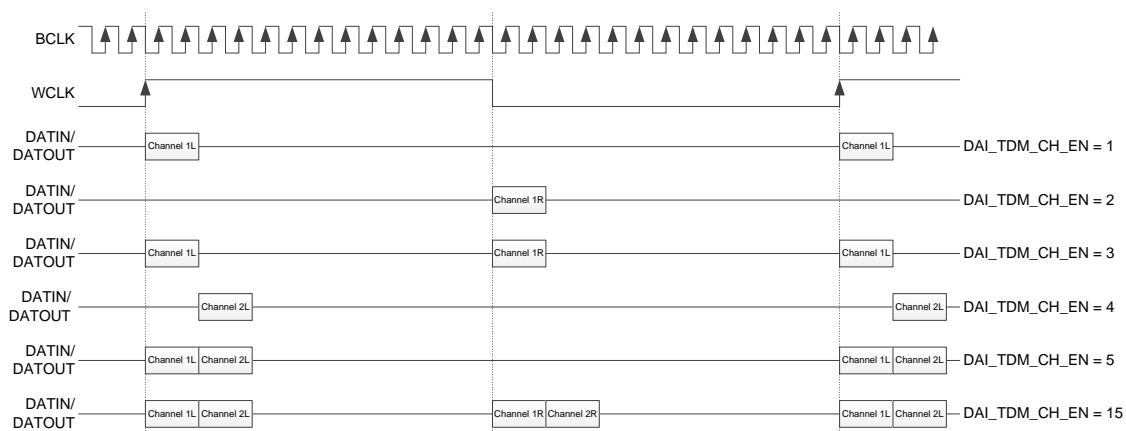 BCLK
WCLK
DATIN/
DATOUT
Channel 1L
Channel 1L
DAI_TDM_CH_EN = 1
DATIN/
DATOUT
Channel 1R
DAI_TDM_CH_EN = 2
DATIN/
DATOUT
Channel 1L
Channel 1R
Channel 1L
DAI_TDM_CH_EN = 3
DATIN/
DATOUT
Channel 2L
Channel 2L
DAI_TDM_CH_EN = 4
DATIN/
DATOUT
Channel 1L
Channel 2L
Channel 1L
Channel 2L
DAI_TDM_CH_EN = 5
DATIN/
DATOUT
Channel 1L
Channel 2L
Channel 1R
Channel 2R
Channel 1L
Channel 2L
DAI_TDM_CH_EN = 15